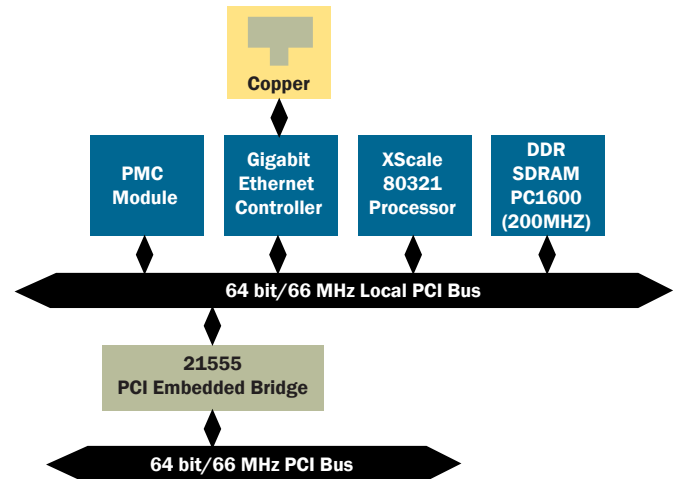 Copper
PMC
Module
Gigabit
Ethernet
Controller
XScale
80321
Processor
DDR
SDRAM
PC1600
(200MHZ)
64 bit/66 MHz Local PCI Bus
21555
PCI Embedded Bridge
64 bit/66 MHz PCI Bus